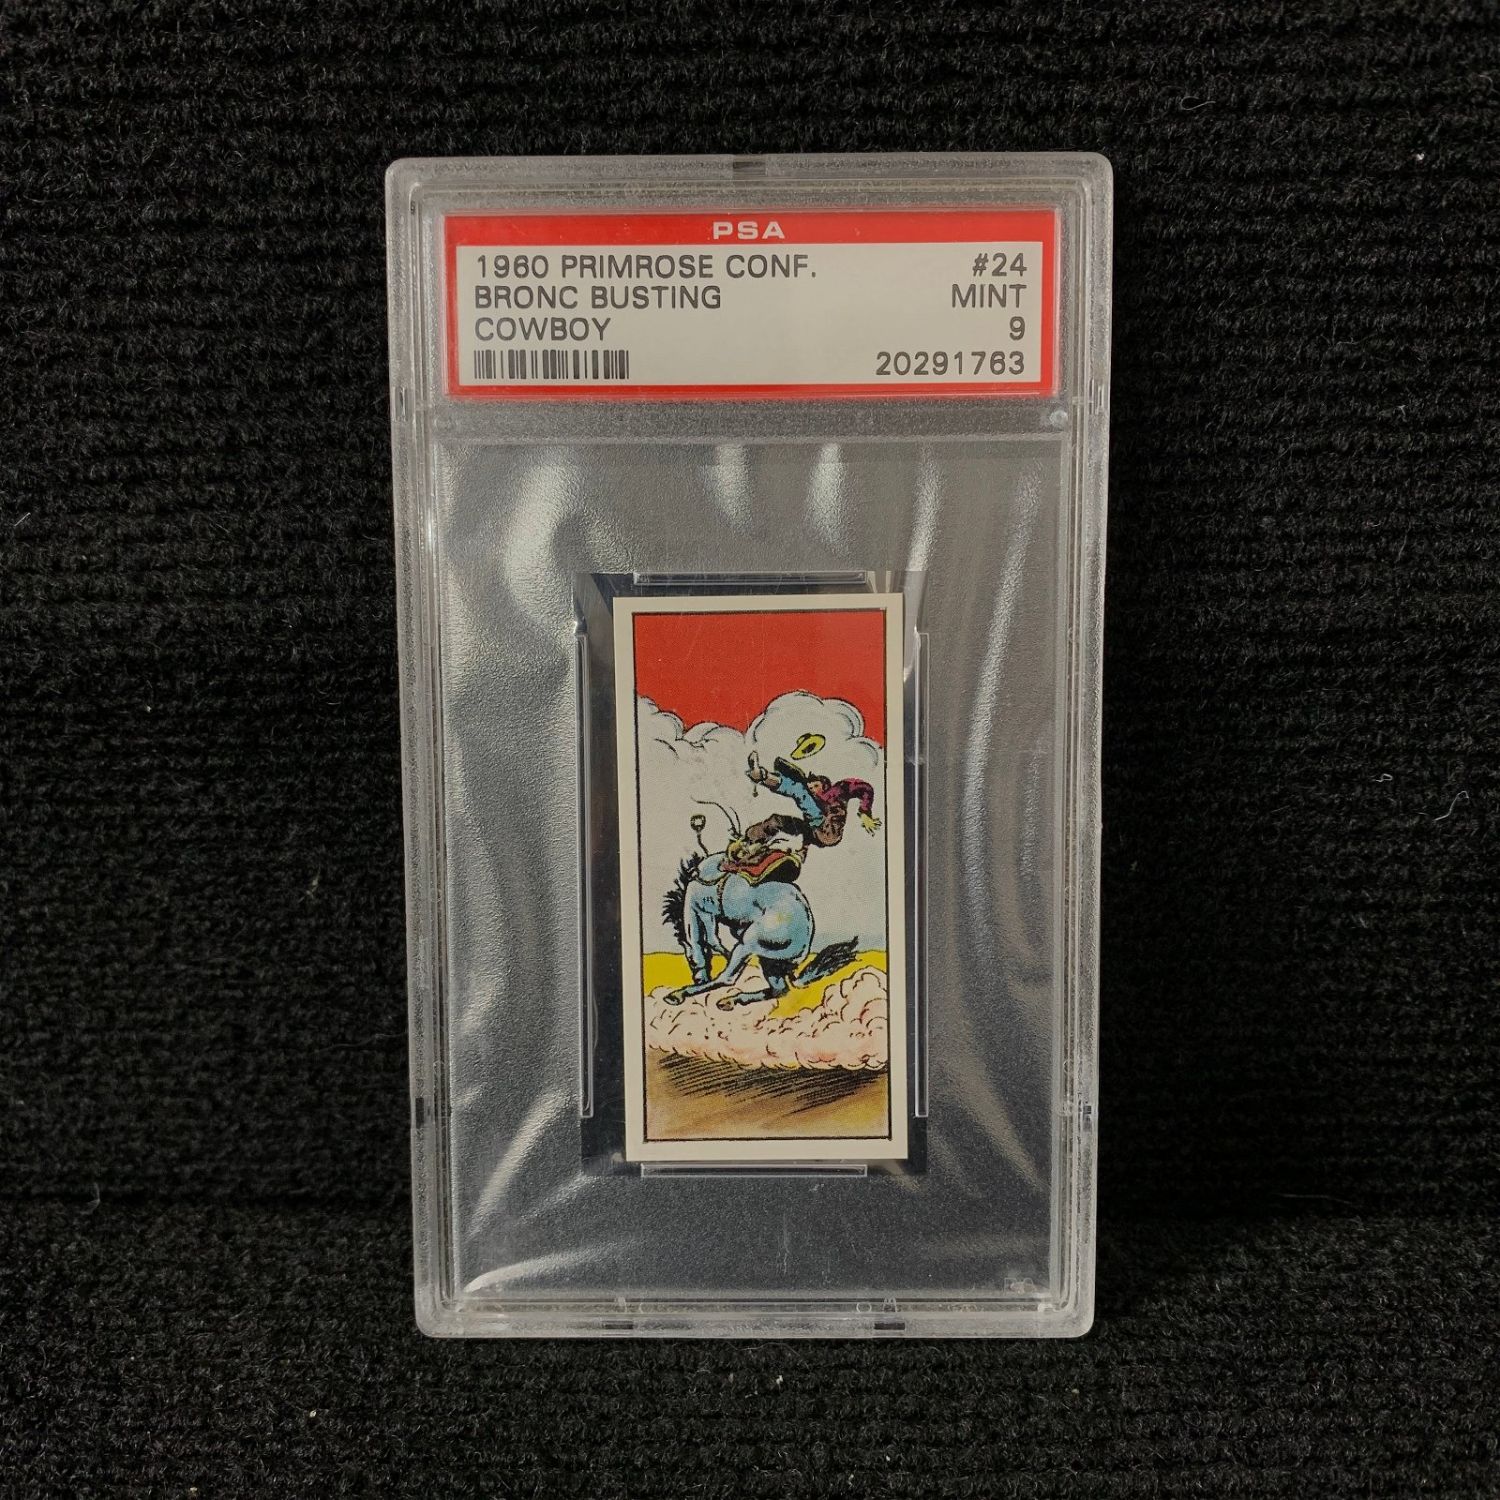 PSA
1960 PRIMROSE CONF. #24
BRONC BUSTING MINT
COWBOY 9
20291763